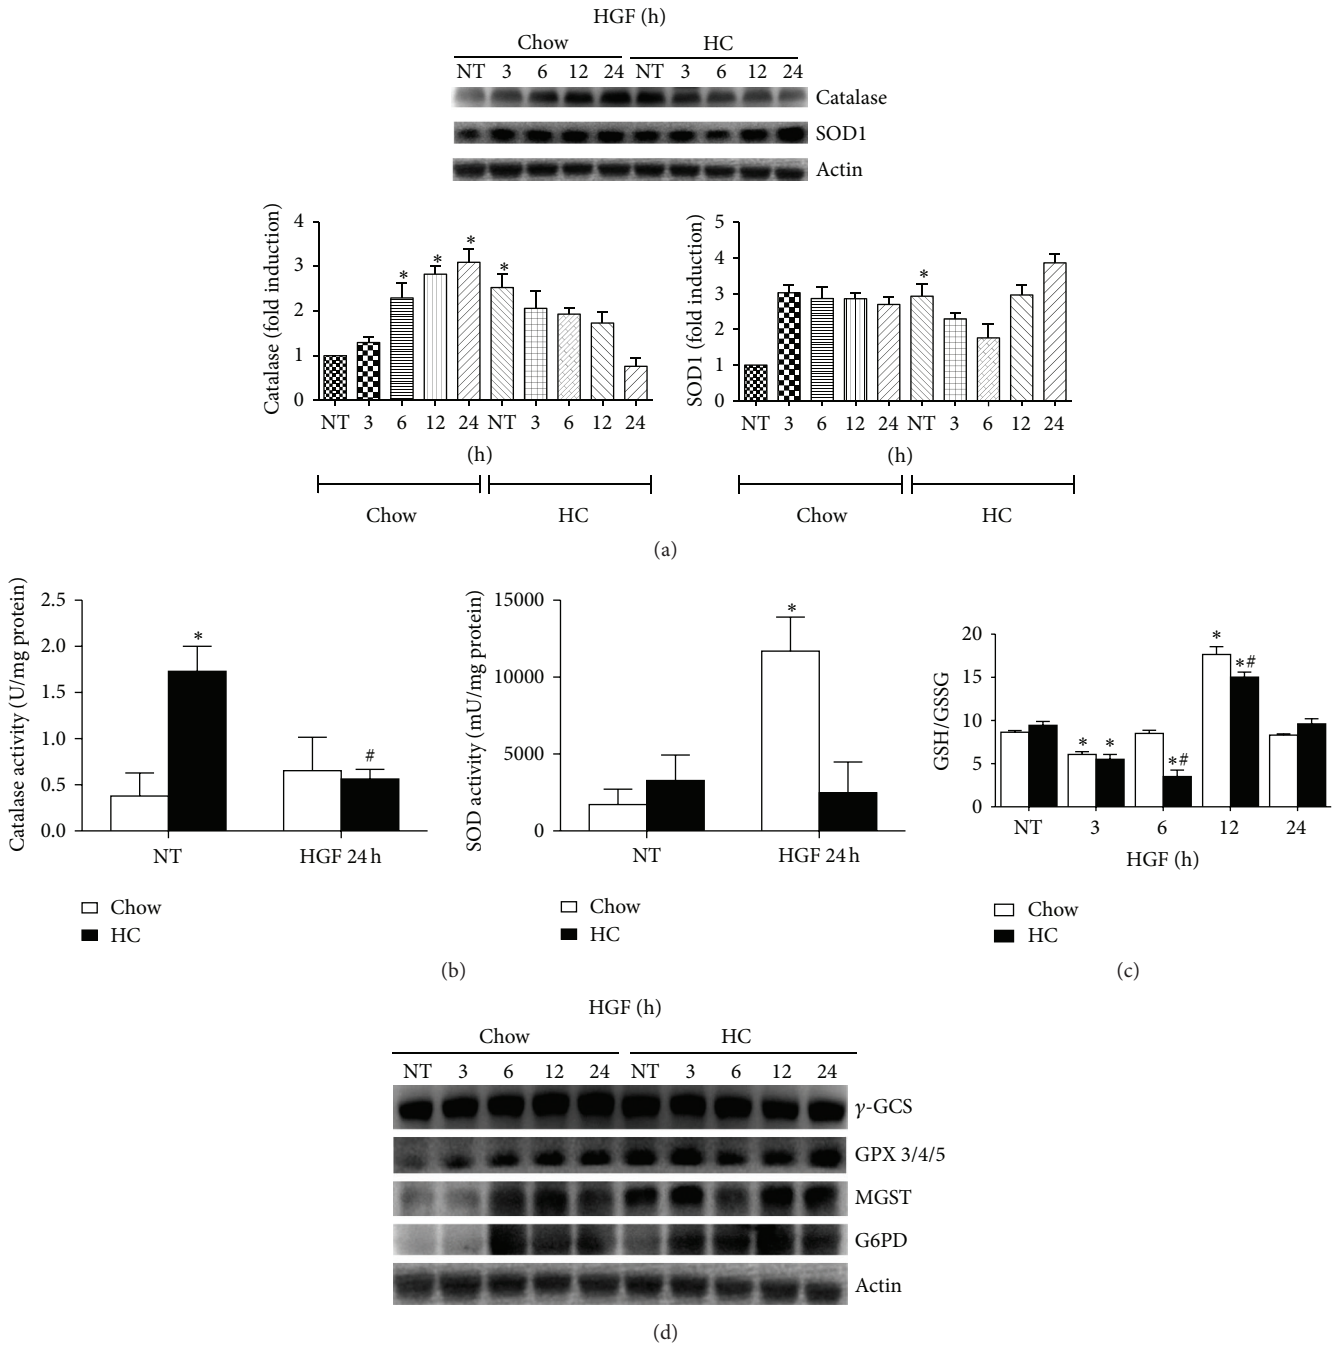 HGF (h)
Chow HC
NT 3 6 12 24 NT 3 6 12 24
Catalase
SOD1
Actin
Catalase (fold induction)
4
3
2
1
0
* * * *
NT 3 6 12 24 NT 3 6 12 24
(h)
Chow HC
SOD1 (fold induction)
5
4
3
2
1
0
*
NT 3 6 12 24 NT 3 6 12 24
(h)
Chow HC
(a)
Catalase activity (U/mg protein)
2.5
2.0
1.5
1.0
0.5
0.0
*
#
NT HGF 24 h
Chow
HC
SOD activity (mU/mg protein)
15000
10000
5000
0
*
NT HGF 24 h
Chow
HC
(b)
GSH/GSSG
20
15
10
5
0
* * *# * *#
NT 3 6 12 24
HGF (h)
Chow
HC
(c)
HGF (h)
Chow HC
NT 3 6 12 24 NT 3 6 12 24
γ-GCS
GPX 3/4/5
MGST
G6PD
Actin
(d)